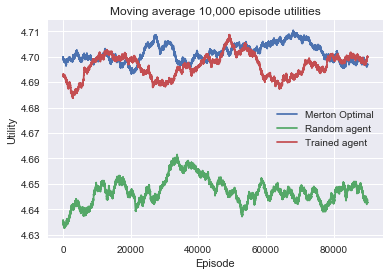 Moving average 10,000 episode utilities
4.71
4.70
4.69
4.68
4.67
4.66
4.65
4.64
4.63
Utility
Merton Optimal
Random agent
Trained agent
0
20000
40000
60000
80000
Episode